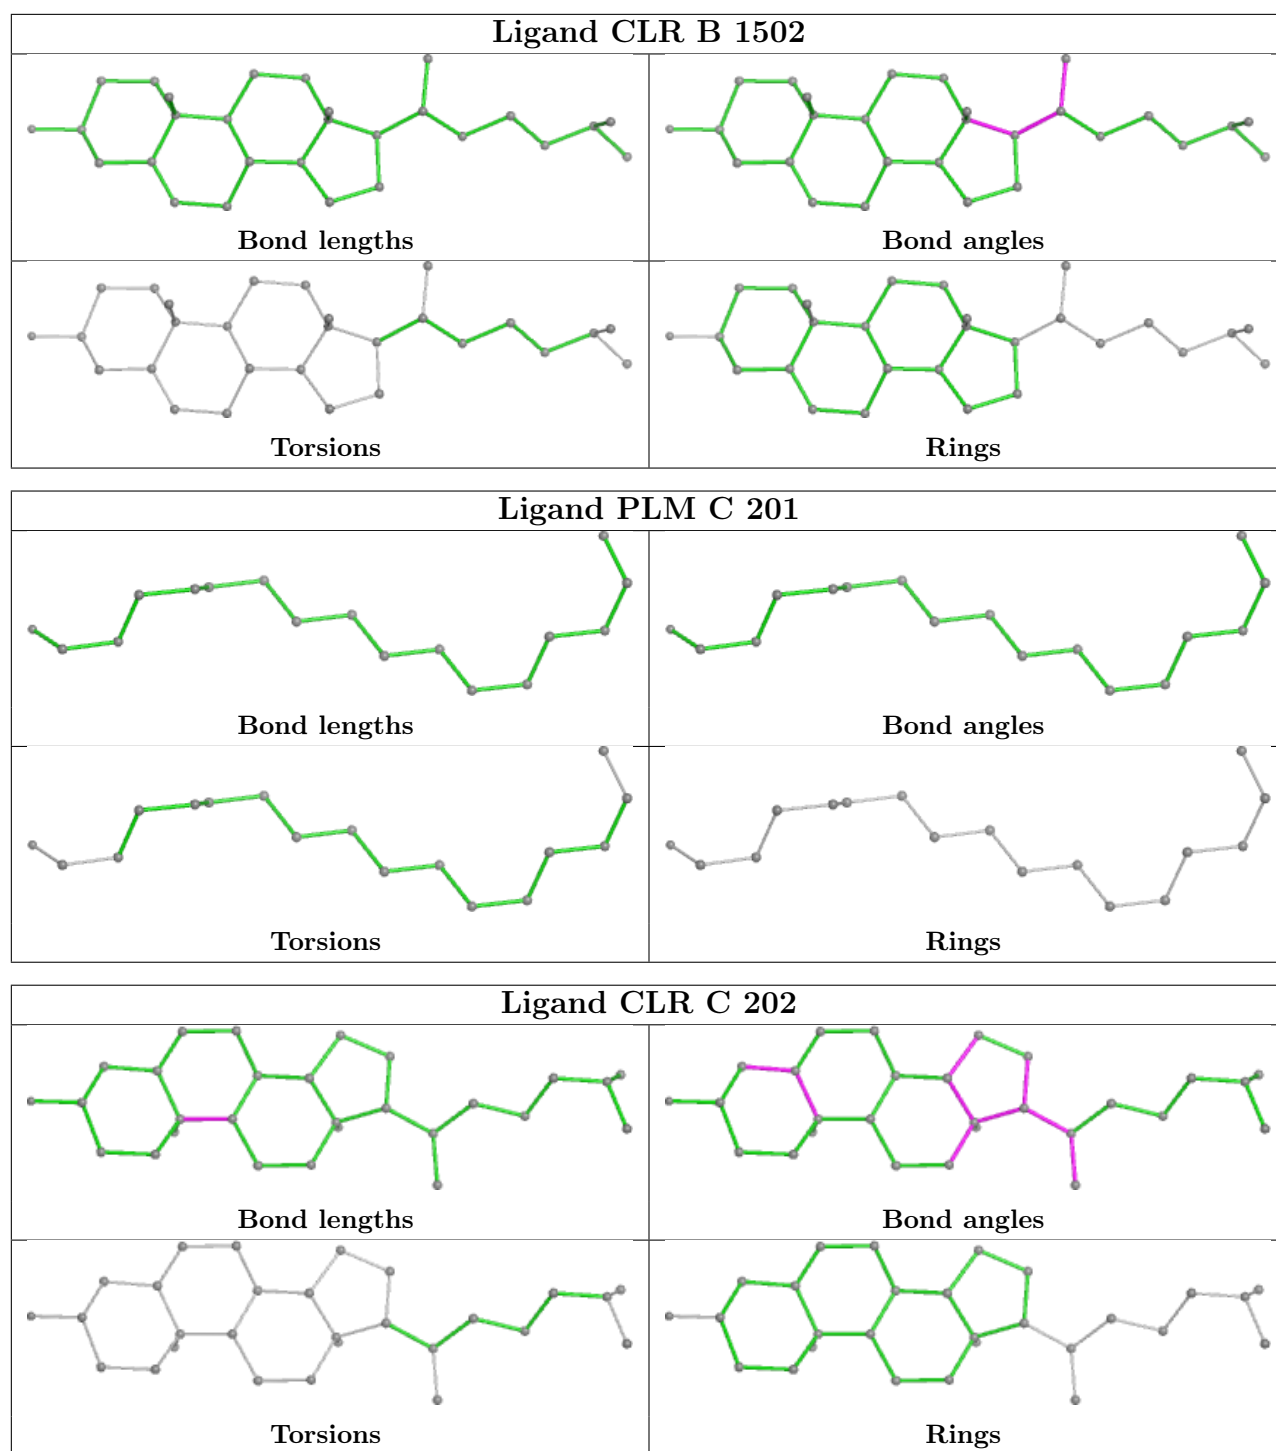 Ligand CLR B 1502
Bond lengths
Bond angles
Torsions
Rings
Ligand PLM C 201
Bond lengths
Bond angles
Torsions
Rings
Ligand CLR C 202
Bond lengths
Bond angles
Torsions
Rings